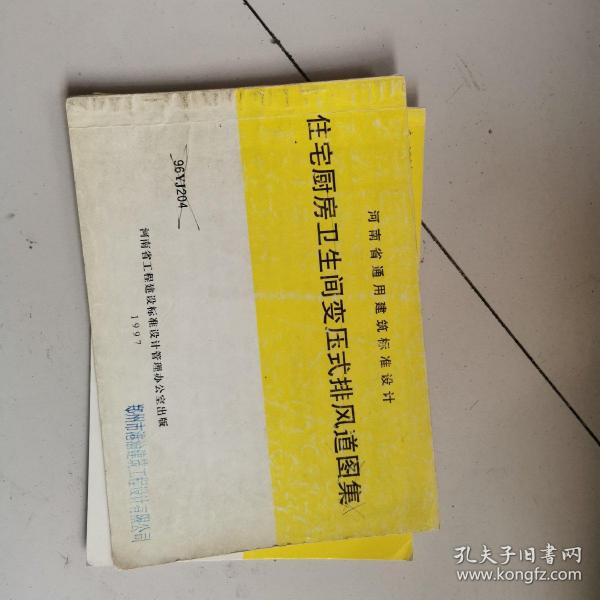 河南省通用建筑标准设计
住宅厨房卫生间变压式排风道图集
96YJ204
河南省工程建设标准设计管理办公室出版
1997
孔夫子旧书网
www.kongfz.com